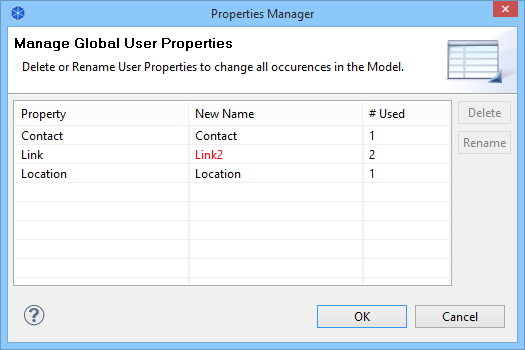 Properties Manager
Manage Global User Properties
Delete or Rename User Properties to change all occurences in the Model.
Property New Name # Used
Contact Contact 1
Link Link2 2
Location Location 1
Delete
Rename
? OK Cancel